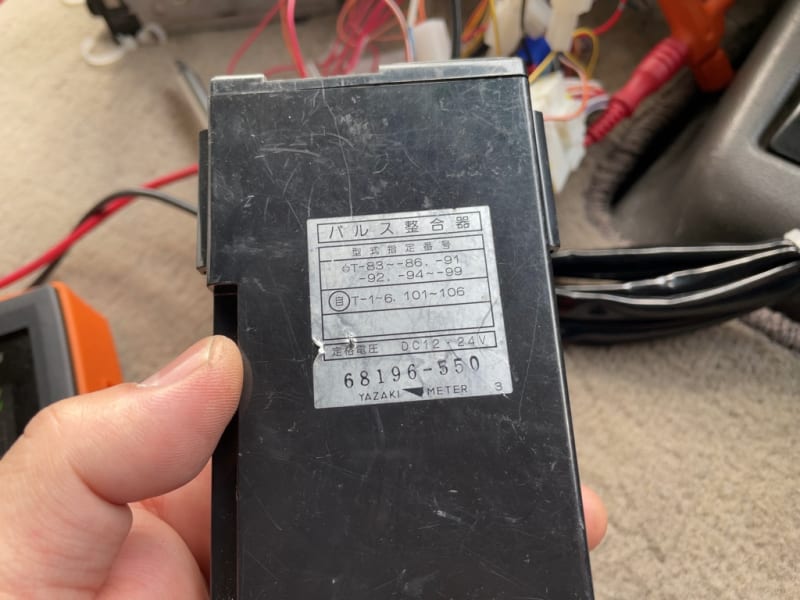 パルス整合器
型式指定番号
6T-83~-86, -91
-92, -94~-99
自T-1~6, 101~106
定格電圧 DC12・24V
68196-550
YAZAKI METER 3